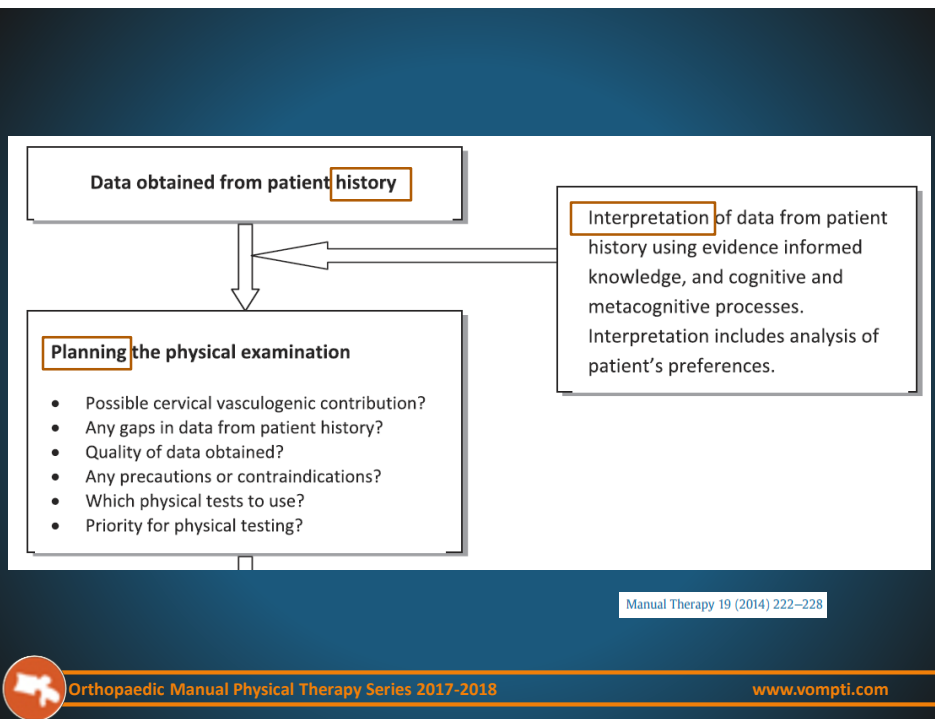 Data obtained from patient history
Interpretation of data from patient
history using evidence informed
knowledge, and cognitive and
metacognitive processes.
Interpretation includes analysis of
patient's preferences.
Planning the physical examination
• Possible cervical vasculogenic contribution?
• Any gaps in data from patient history?
• Quality of data obtained?
• Any precautions or contraindications?
• Which physical tests to use?
• Priority for physical testing?
Manual Therapy 19 (2014) 222–228
Orthopaedic Manual Physical Therapy Series 2017-2018
www.vompti.com